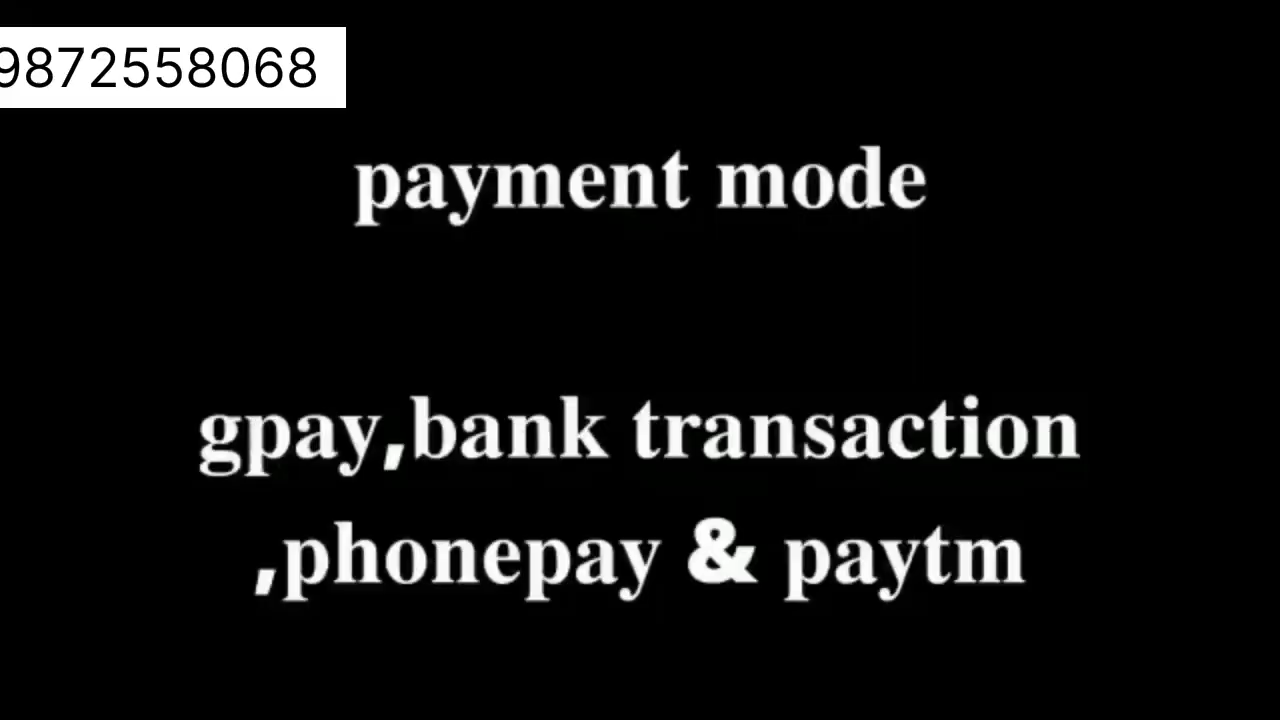 9872558068
payment mode
gpay,bank transaction
,phonepay & paytm